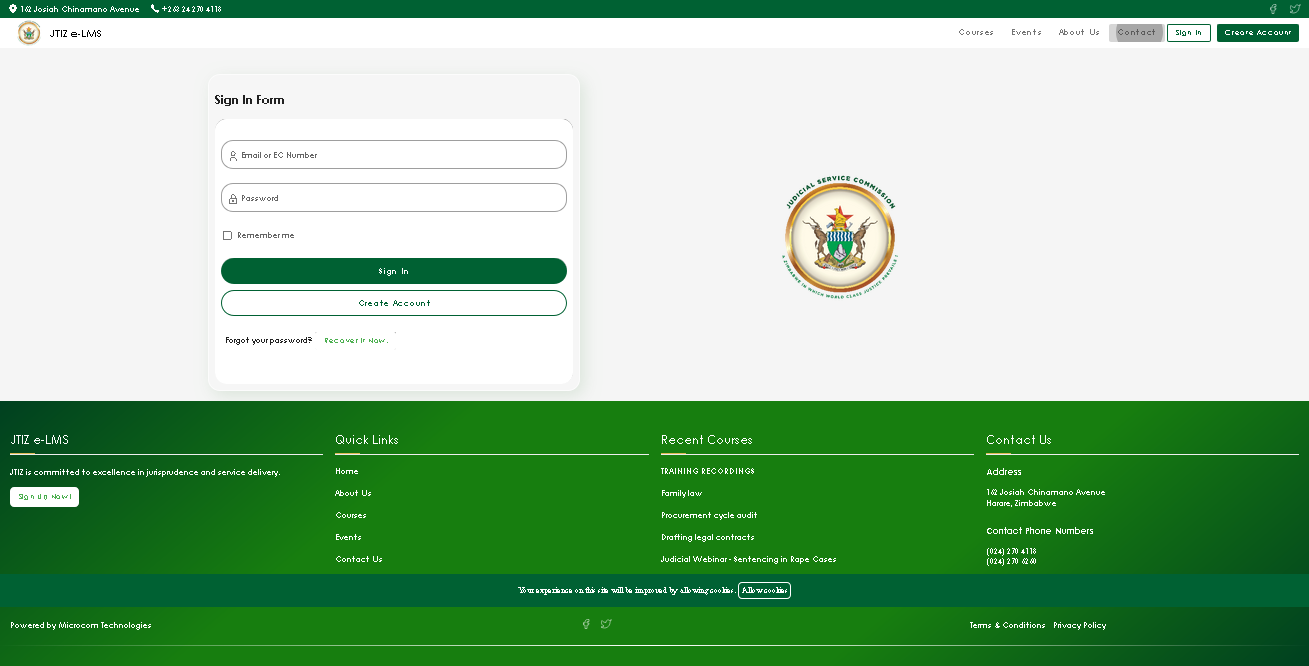 162 Josiah Chinamano Avenue +263 24 270 4118
JTIZ e-LMS
Courses Events About Us Contact Sign In Create Account
Sign In Form
Email or EC Number
Password
Remember me
Sign In
Create Account
Forgot your password? Recover It Now.
JUDICIAL SERVICE COMMISSION
A ZIMBABWE IN WHICH WORLD CLASS JUSTICE PREVAILS
JTIZ e-LMS
JTIZ is committed to excellence in jurisprudence and service delivery.
Sign Up Now!
Quick Links
Home
About Us
Courses
Events
Contact Us
Recent Courses
TRAINING RECORDINGS
Family law
Procurement cycle audit
Drafting legal contracts
Judicial Webinar - Sentencing in Rape Cases
Contact Us
Address
162 Josiah Chinamano Avenue
Harare, Zimbabwe
Contact Phone Numbers
(024) 270 4118
(024) 270 6260
Your experience on this site will be improved by allowing cookies. Allow cookies
Powered by Microcom Technologies
Terms & Conditions Privacy Policy